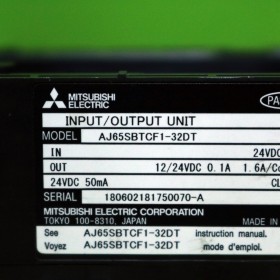 MITSUBISHI
ELECTRIC
PA
INPUT/OUTPUT UNIT
MODEL AJ65SBTCF1-32DT
IN 24VDC
OUT 12/24VDC 0.1A 1.6A/Co
24VDC 50mA CL
SERIAL 180602181750070-A
MITSUBISHI ELECTRIC CORPORATION
TOKYO 100-8310, JAPAN MADE IN
See AJ65SBTCF1-32DT instruction manual.
Voyez AJ65SBTCF1-32DT mode d'emploi.